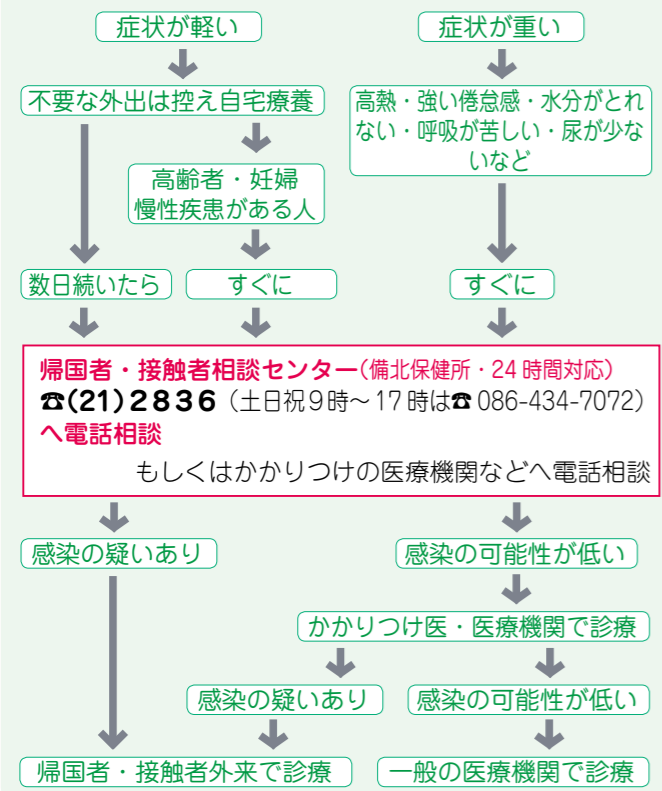 症状が軽い
症状が重い
不要な外出は控え自宅療養
高熱・強い倦怠感・水分がとれ
ない・呼吸が苦しい・尿が少な
いなど
高齢者・妊婦
慢性疾患がある人
数日続いたら
すぐに
すぐに
帰国者・接触者相談センター(備北保健所・24時間対応)
☎(21)2836(土日祝9時～17時は☎086-434-7072)
へ電話相談
もしくはかかりつけの医療機関などへ電話相談
感染の疑いあり
感染の可能性が低い
かかりつけ医・医療機関で診療
感染の疑いあり
感染の可能性が低い
帰国者・接触者外来で診療
一般の医療機関で診療